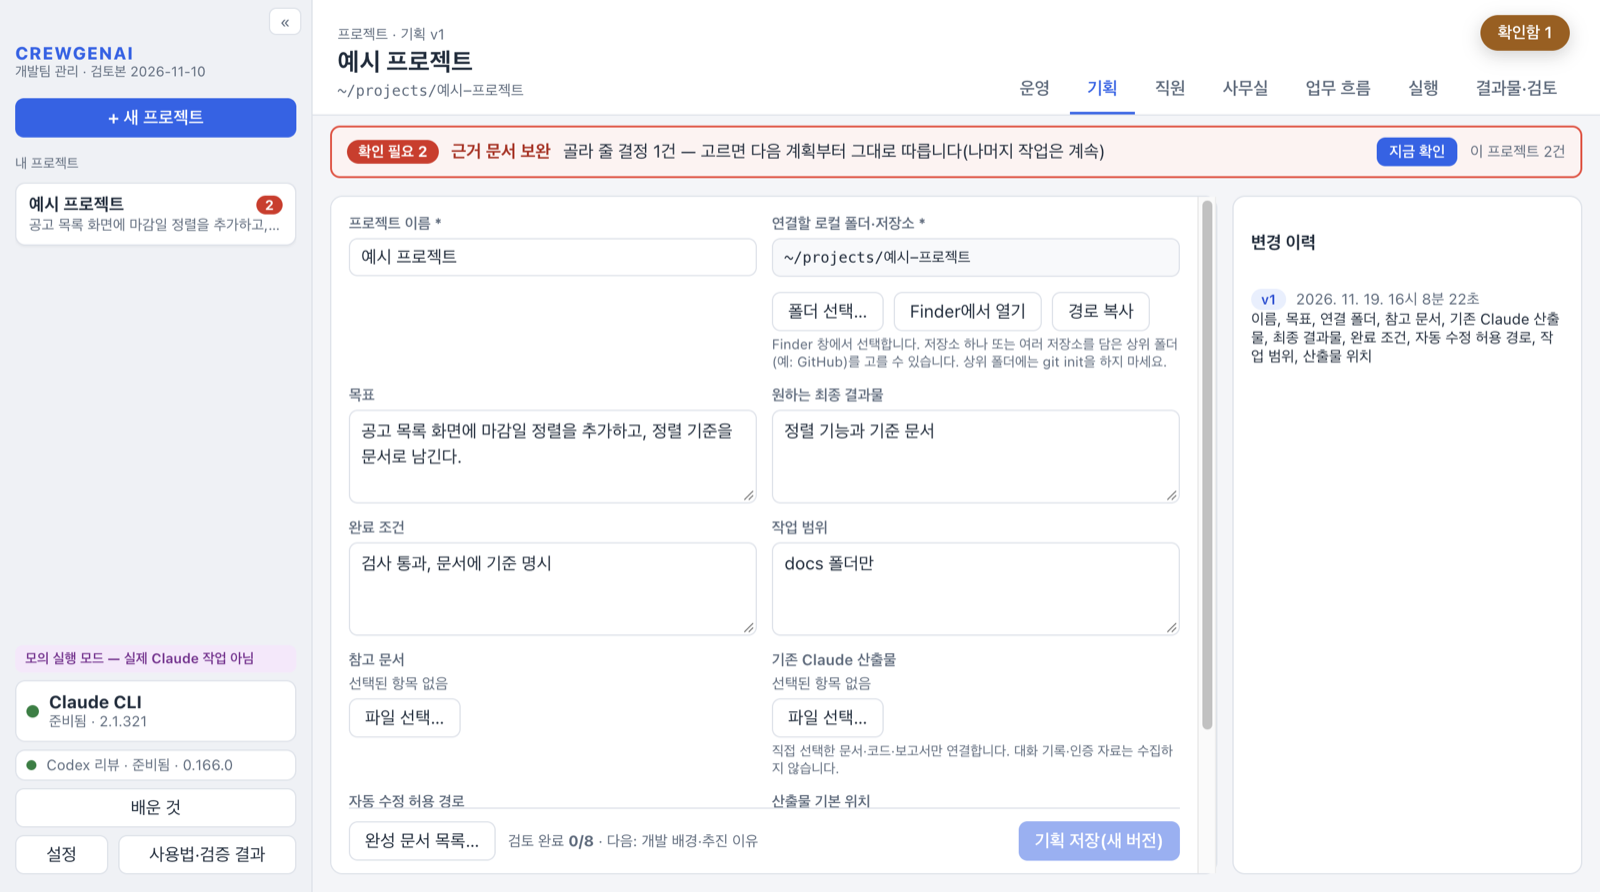 «
CREWGENAI
개발팀 관리 · 검토본 2026-11-10
+ 새 프로젝트
내 프로젝트
예시 프로젝트
2
공고 목록 화면에 마감일 정렬을 추가하고,...
모의 실행 모드 — 실제 Claude 작업 아님
Claude CLI
준비됨 · 2.1.321
Codex 리뷰 · 준비됨 · 0.166.0
배운 것
설정
사용법·검증 결과
프로젝트 · 기획 v1
예시 프로젝트
~/projects/예시-프로젝트
확인함 1
운영
기획
직원
사무실
업무 흐름
실행
결과물·검토
확인 필요 2
근거 문서 보완
골라 줄 결정 1건 — 고르면 다음 계획부터 그대로 따릅니다(나머지 작업은 계속)
지금 확인
이 프로젝트 2건
프로젝트 이름 *
예시 프로젝트
연결할 로컬 폴더·저장소 *
~/projects/예시-프로젝트
폴더 선택...
Finder에서 열기
경로 복사
Finder 창에서 선택합니다. 저장소 하나 또는 여러 저장소를 담은 상위 폴더
(예: GitHub)를 고를 수 있습니다. 상위 폴더에는 git init을 하지 마세요.
목표
공고 목록 화면에 마감일 정렬을 추가하고, 정렬 기준을
문서로 남긴다.
원하는 최종 결과물
정렬 기능과 기준 문서
완료 조건
검사 통과, 문서에 기준 명시
작업 범위
docs 폴더만
참고 문서
선택된 항목 없음
파일 선택...
기존 Claude 산출물
선택된 항목 없음
파일 선택...
직접 선택한 문서·코드·보고서만 연결합니다. 대화 기록·인증 자료는 수집하
지 않습니다.
자동 수정 허용 경로
산출물 기본 위치
완성 문서 목록...
검토 완료 0/8 · 다음: 개발 배경·추진 이유
기획 저장(새 버전)
변경 이력
v1
2026. 11. 19. 16시 8분 22초
이름, 목표, 연결 폴더, 참고 문서, 기존 Claude 산출
물, 최종 결과물, 완료 조건, 자동 수정 허용 경로, 작
업 범위, 산출물 위치